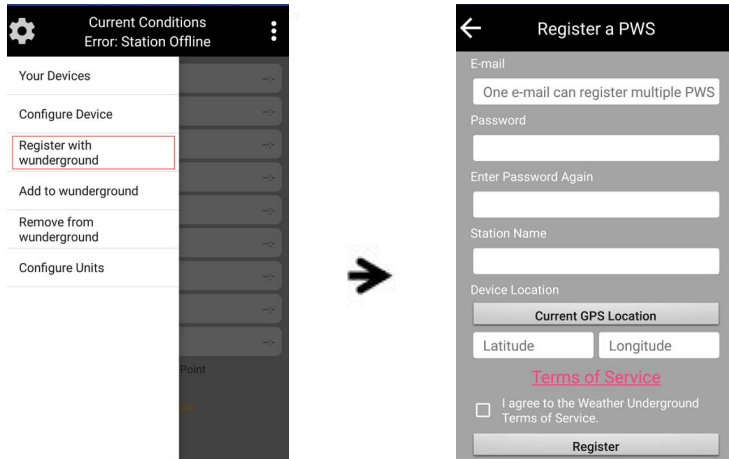 Current Conditions
Error: Station Offline
Your Devices
Configure Device
Register with
wunderground
Add to wunderground
Remove from
wunderground
Configure Units
--:-
--:-
--:-
--:-
--:-
--:-
--:-
--:-
--:-
Point
Register a PWS
E-mail
One e-mail can register multiple PWS
Password
Enter Password Again
Station Name
Device Location
Current GPS Location
Latitude
Longitude
Terms of Service
I agree to the Weather Underground
Terms of Service.
Register